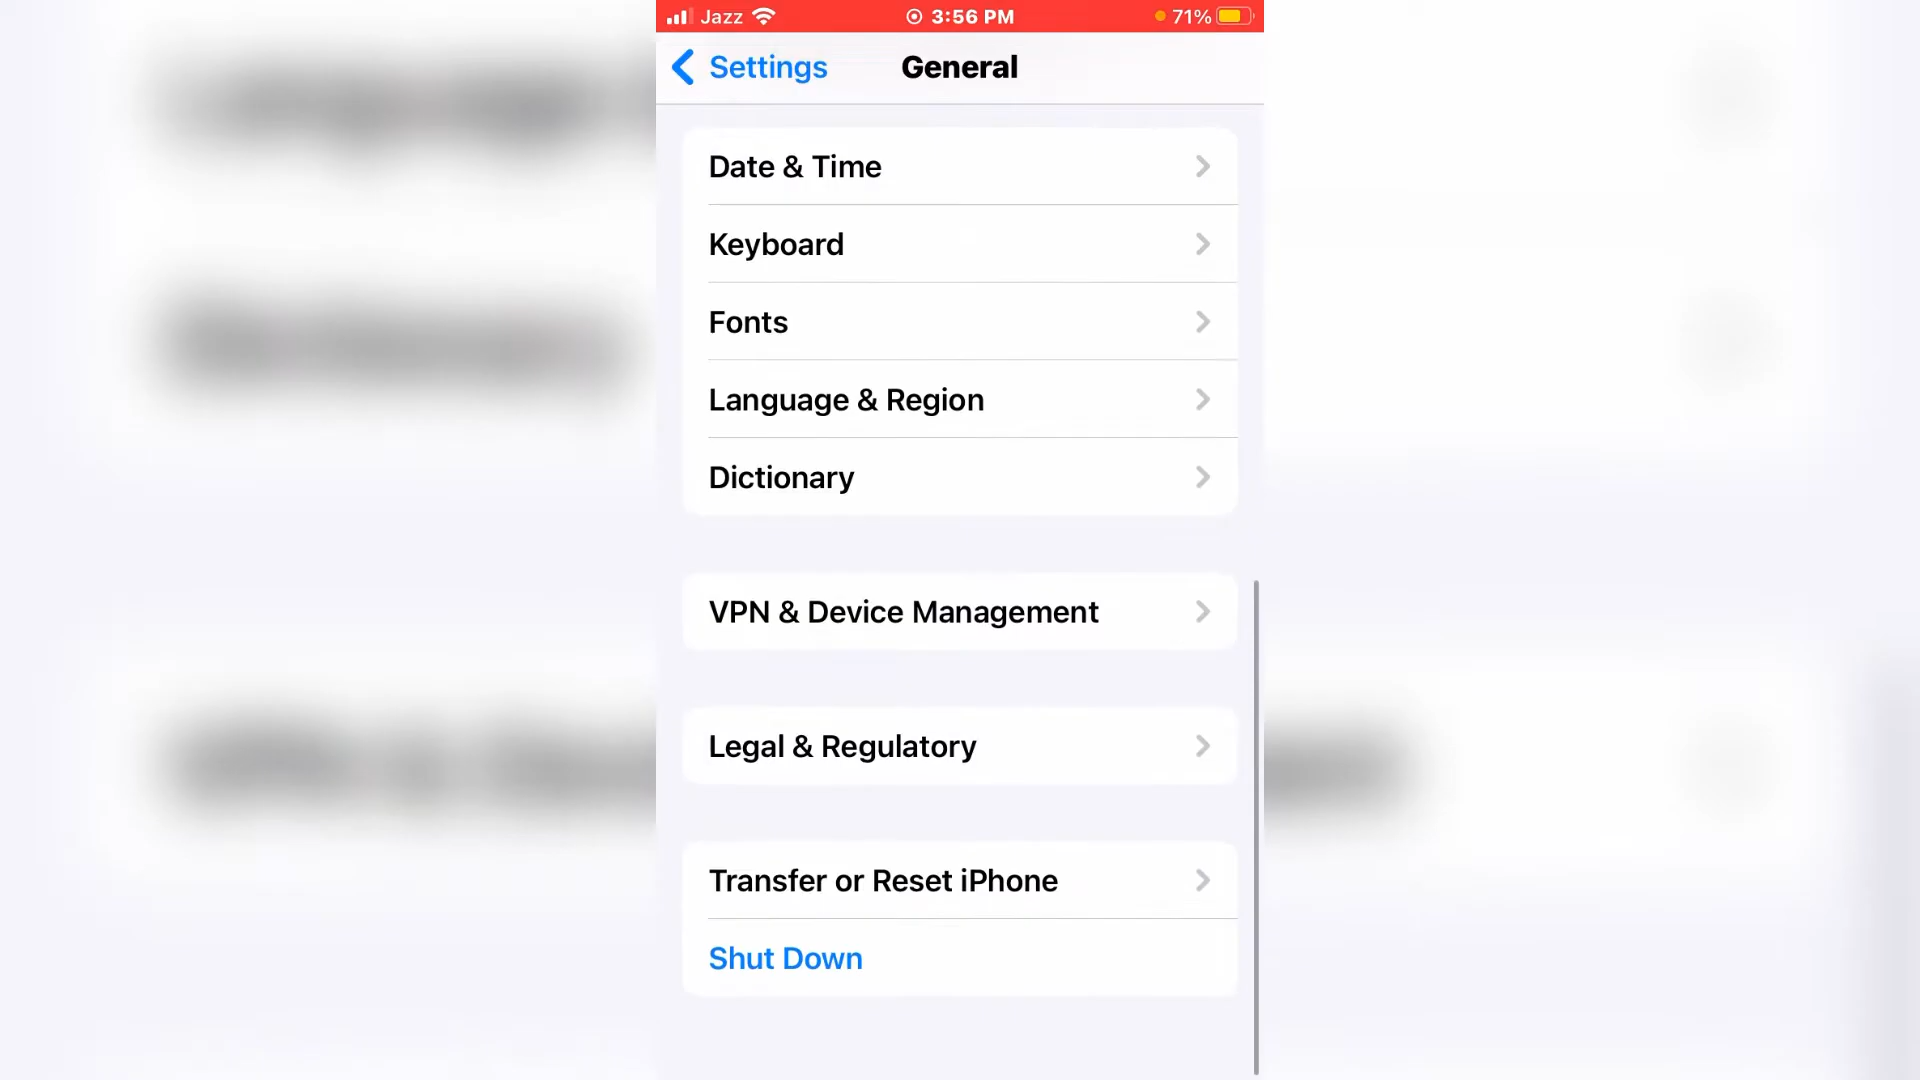 Jazz 3:56 PM 71%
Settings General
Date & Time
Keyboard
Fonts
Language & Region
Dictionary
VPN & Device Management
Legal & Regulatory
Transfer or Reset iPhone
Shut Down